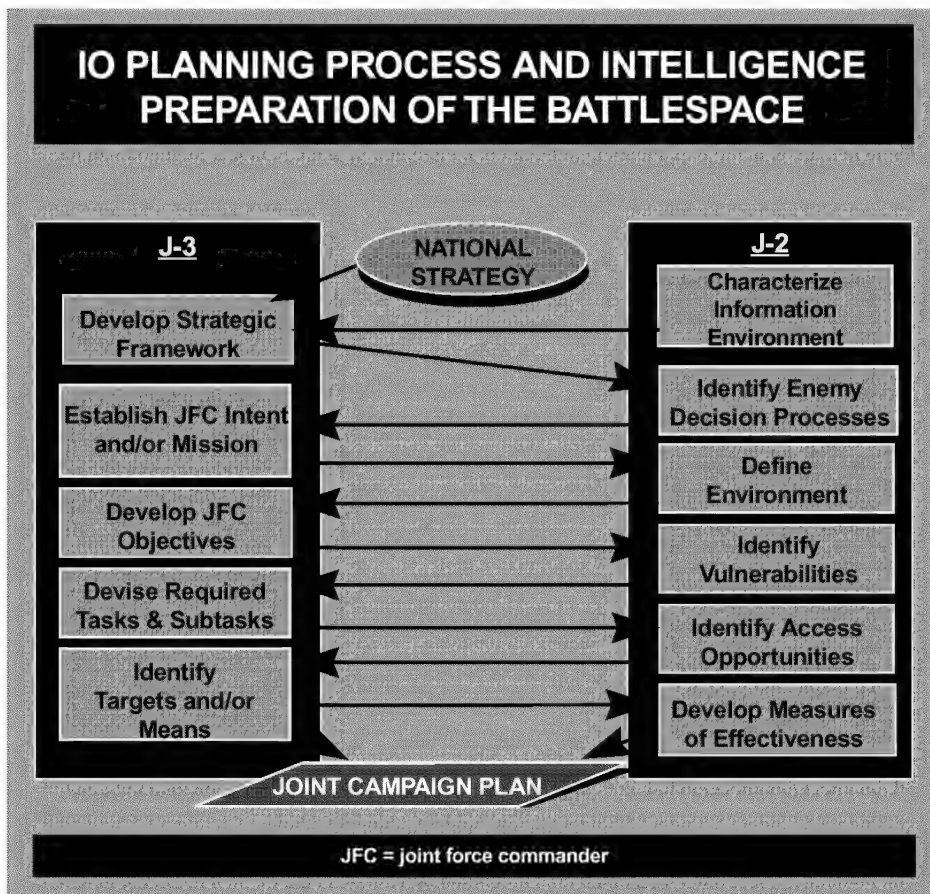 IO PLANNING PROCESS AND INTELLIGENCE
PREPARATION OF THE BATTLESPACE
J-3
NATIONAL
STRATEGY
Develop Strategic
Framework
Establish JFC Intent
and/or Mission
Develop JFC
Objectives
Devise Required
Tasks & Subtasks
Identify
Targets and/or
Means
J-2
Characterize
Information
Environment
Identify Enemy
Decision Processes
Define
Environment
Identify
Vulnerabilities
Identify Access
Opportunities
Develop Measures
of Effectiveness
JOINT CAMPAIGN PLAN
JFC = joint force commander